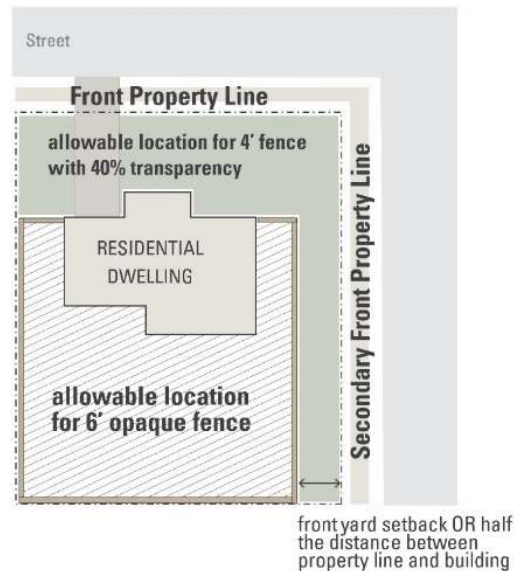 Street
Front Property Line
allowable location for 4' fence
with 40% transparency
RESIDENTIAL
DWELLING
Secondary Front Property Line
allowable location
for 6' opaque fence
front yard setback OR half
the distance between
property line and building